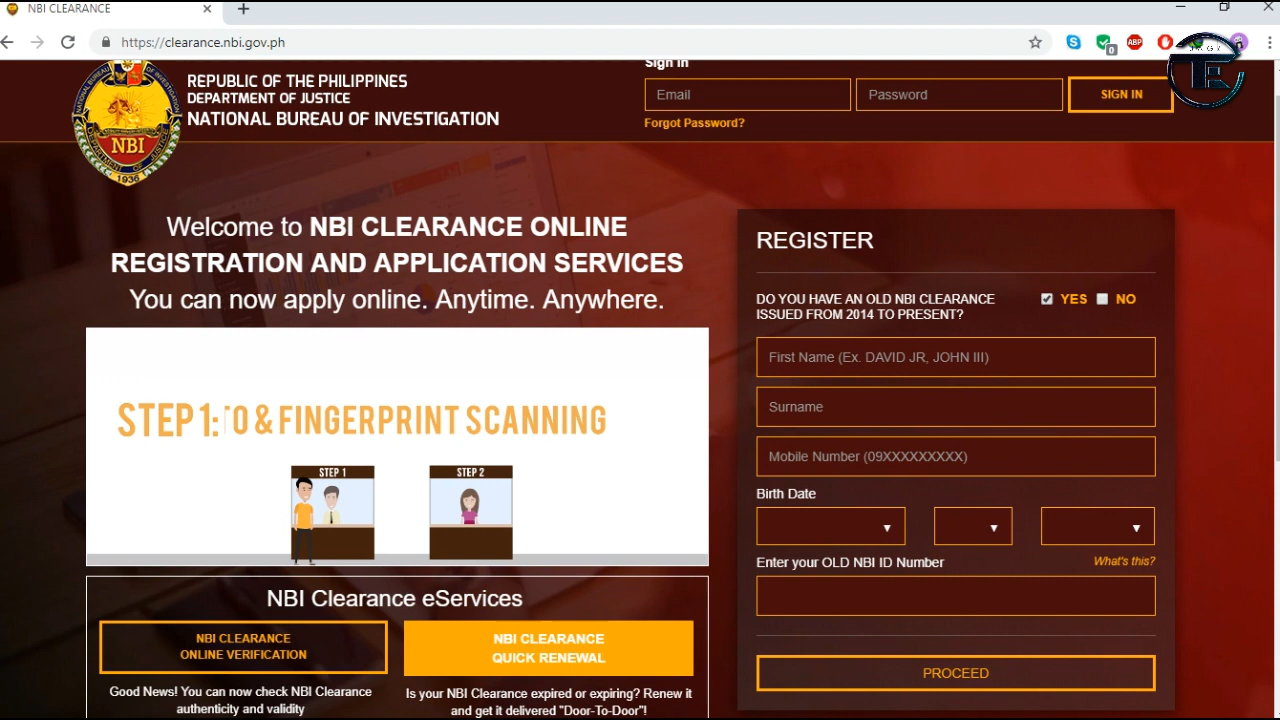 NBI CLEARANCE
https://clearance.nbi.gov.ph
0
ABP
TE
REPUBLIC OF THE PHILIPPINES
DEPARTMENT OF JUSTICE
NATIONAL BUREAU OF INVESTIGATION
NBI
1936
Sign in
Email
Password
SIGN IN
Forgot Password?
Welcome to NBI CLEARANCE ONLINE
REGISTRATION AND APPLICATION SERVICES
You can now apply online. Anytime. Anywhere.
STEP 1: TO & FINGERPRINT SCANNING
STEP 1
STEP 2
NBI Clearance eServices
NBI CLEARANCE
ONLINE VERIFICATION
Good News! You can now check NBI Clearance
authenticity and validity
NBI CLEARANCE
QUICK RENEWAL
Is your NBI Clearance expired or expiring? Renew it
and get it delivered "Door-To-Door"!
REGISTER
DO YOU HAVE AN OLD NBI CLEARANCE
ISSUED FROM 2014 TO PRESENT?
YES NO
First Name (Ex. DAVID JR, JOHN III)
Surname
Mobile Number (09XXXXXXXXX)
Birth Date
Enter your OLD NBI ID Number
What's this?
PROCEED